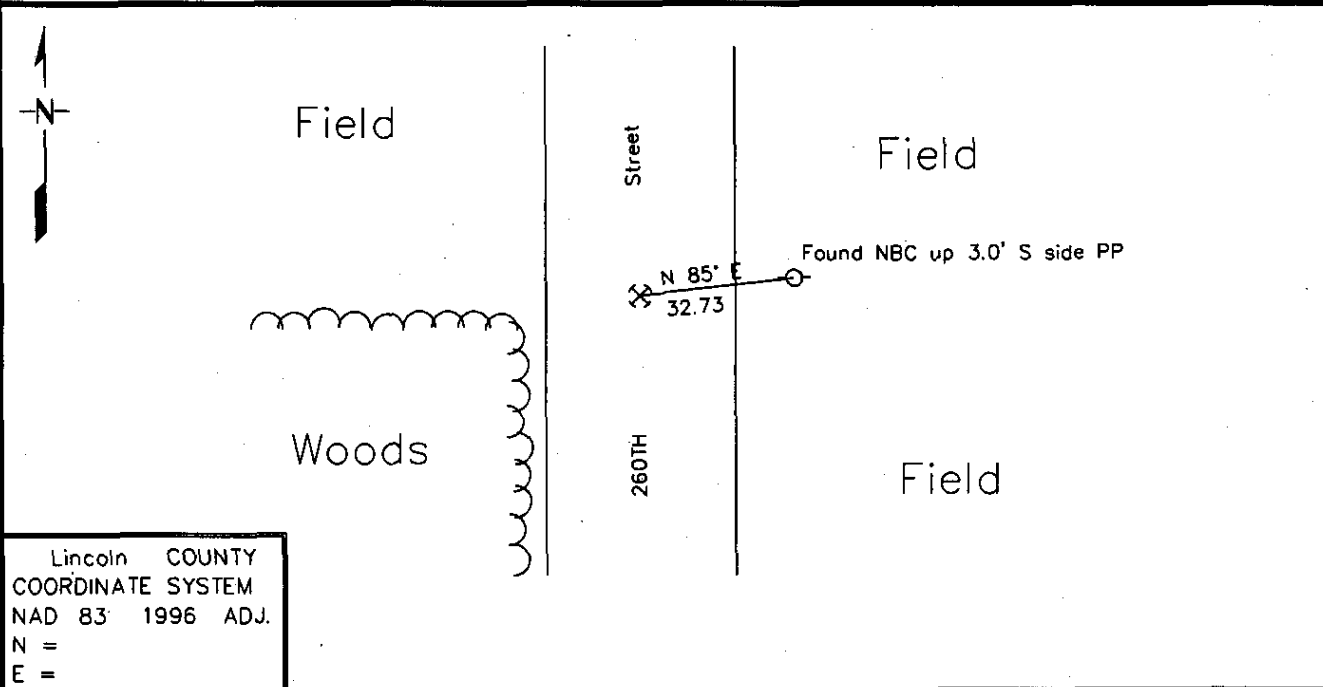 N
Field
Street
Field
Found NBC up 3.0' S side PP
N 85° E
32.73
Woods
260TH
Field
Lincoln COUNTY
COORDINATE SYSTEM
NAD 83 1996 ADJ.
N =
E =